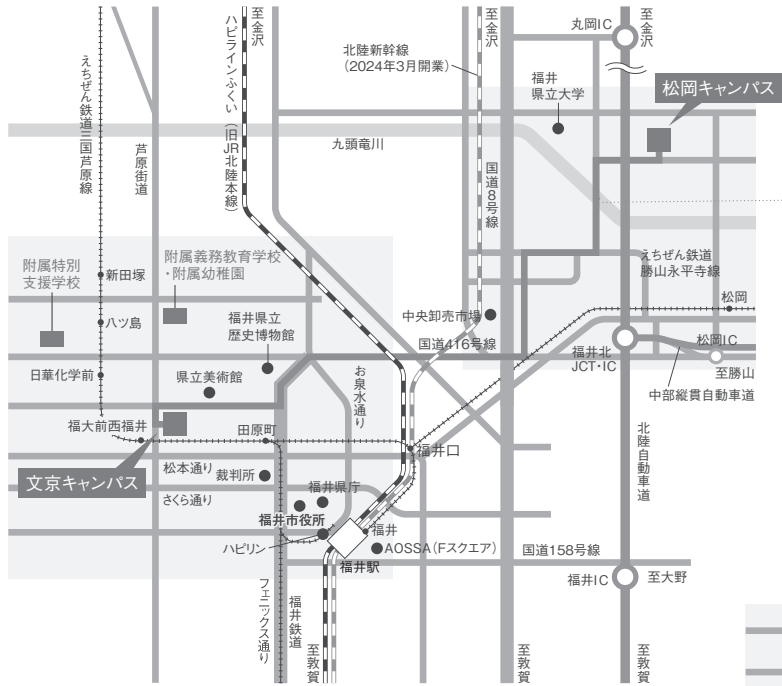 至金沢
至金沢
丸岡IC
至金沢
ハピラインふくい(旧JR北陸本線)
北陸新幹線
(2024年3月開業)
えちぜん鉄道三国芦原線
芦原街道
福井
県立大学
松岡キャンパス
九頭竜川
国道8号線
附属特別
支援学校
附属義務教育学校
・附属幼稚園
新田塚
えちぜん鉄道
勝山永平寺線
松岡
八ツ島
福井県立
歴史博物館
中央卸売市場
国道416号線
福井北
JCT・IC
松岡IC
至勝山
中部縦貫自動車道
日華化学前
県立美術館
お泉水通り
福大前西福井
田原町
福井口
北陸自動車道
文京キャンパス
松本通り
裁判所
さくら通り
福井県庁
福井市役所
福井
ハピリン
AOSSA(Fスクエア)
福井駅
国道158号線
福井IC
至大野
フェニックス通り
福井鉄道
至敦賀
至敦賀
至敦賀